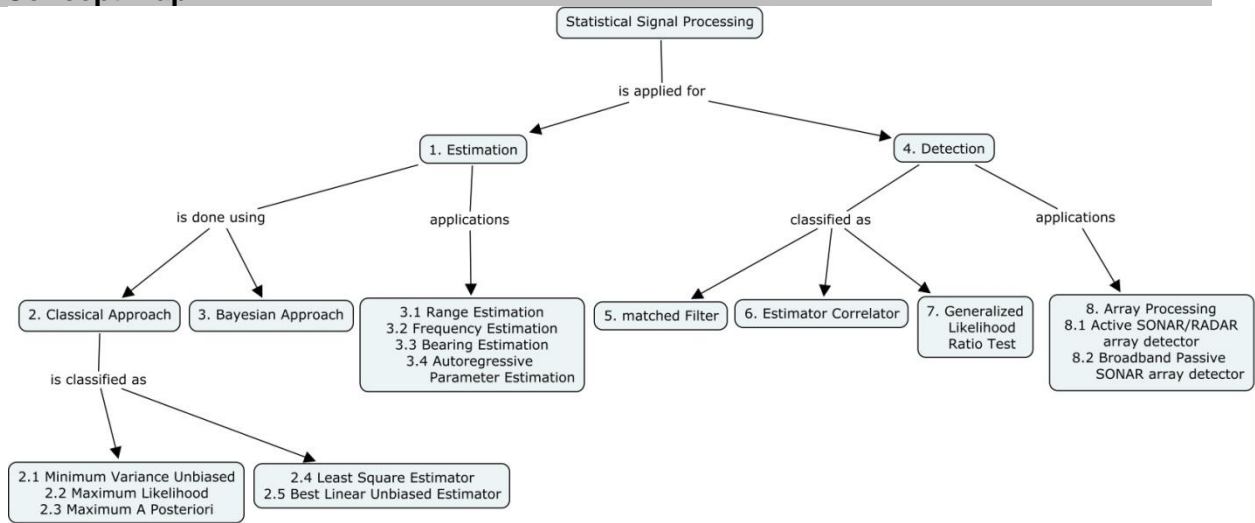 Statistical Signal Processing
is applied for
1. Estimation
4. Detection
is done using
applications
classified as
applications
2. Classical Approach
3. Bayesian Approach
3.1 Range Estimation
3.2 Frequency Estimation
3.3 Bearing Estimation
3.4 Autoregressive
Parameter Estimation
5. matched Filter
6. Estimator Correlator
7. Generalized
Likelihood
Ratio Test
8. Array Processing
8.1 Active SONAR/RADAR
array detector
8.2 Broadband Passive
SONAR array detector
is classified as
2.1 Minimum Variance Unbiased
2.2 Maximum Likelihood
2.3 Maximum A Posteriori
2.4 Least Square Estimator
2.5 Best Linear Unbiased Estimator